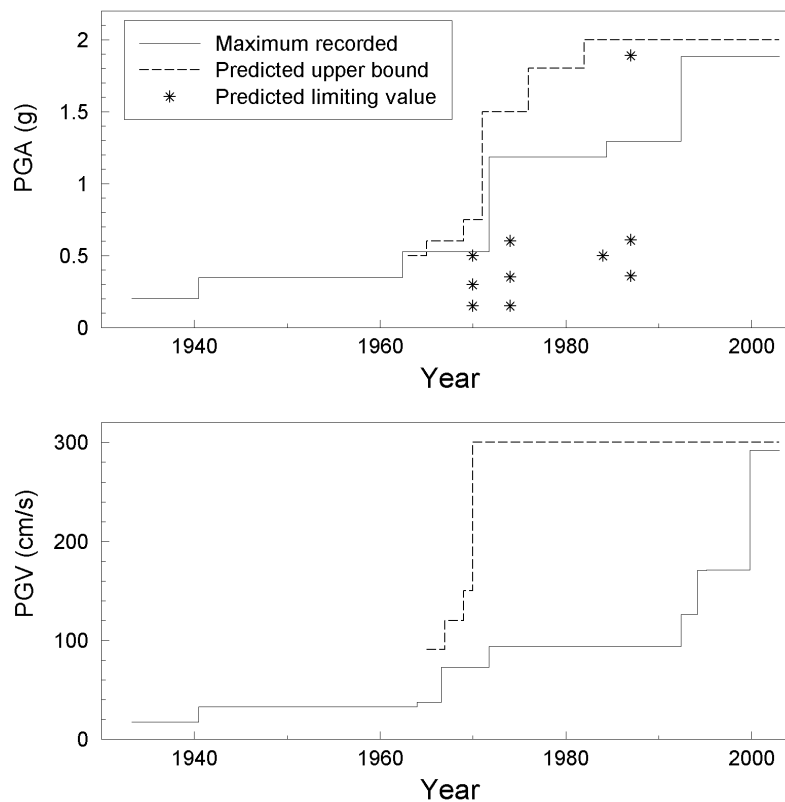 Maximum recorded
Predicted upper bound
Predicted limiting value
PGA (g)
2
1.5
1
0.5
0
1940 1960 1980 2000
Year
PGV (cm/s)
300
200
100
0
1940 1960 1980 2000
Year